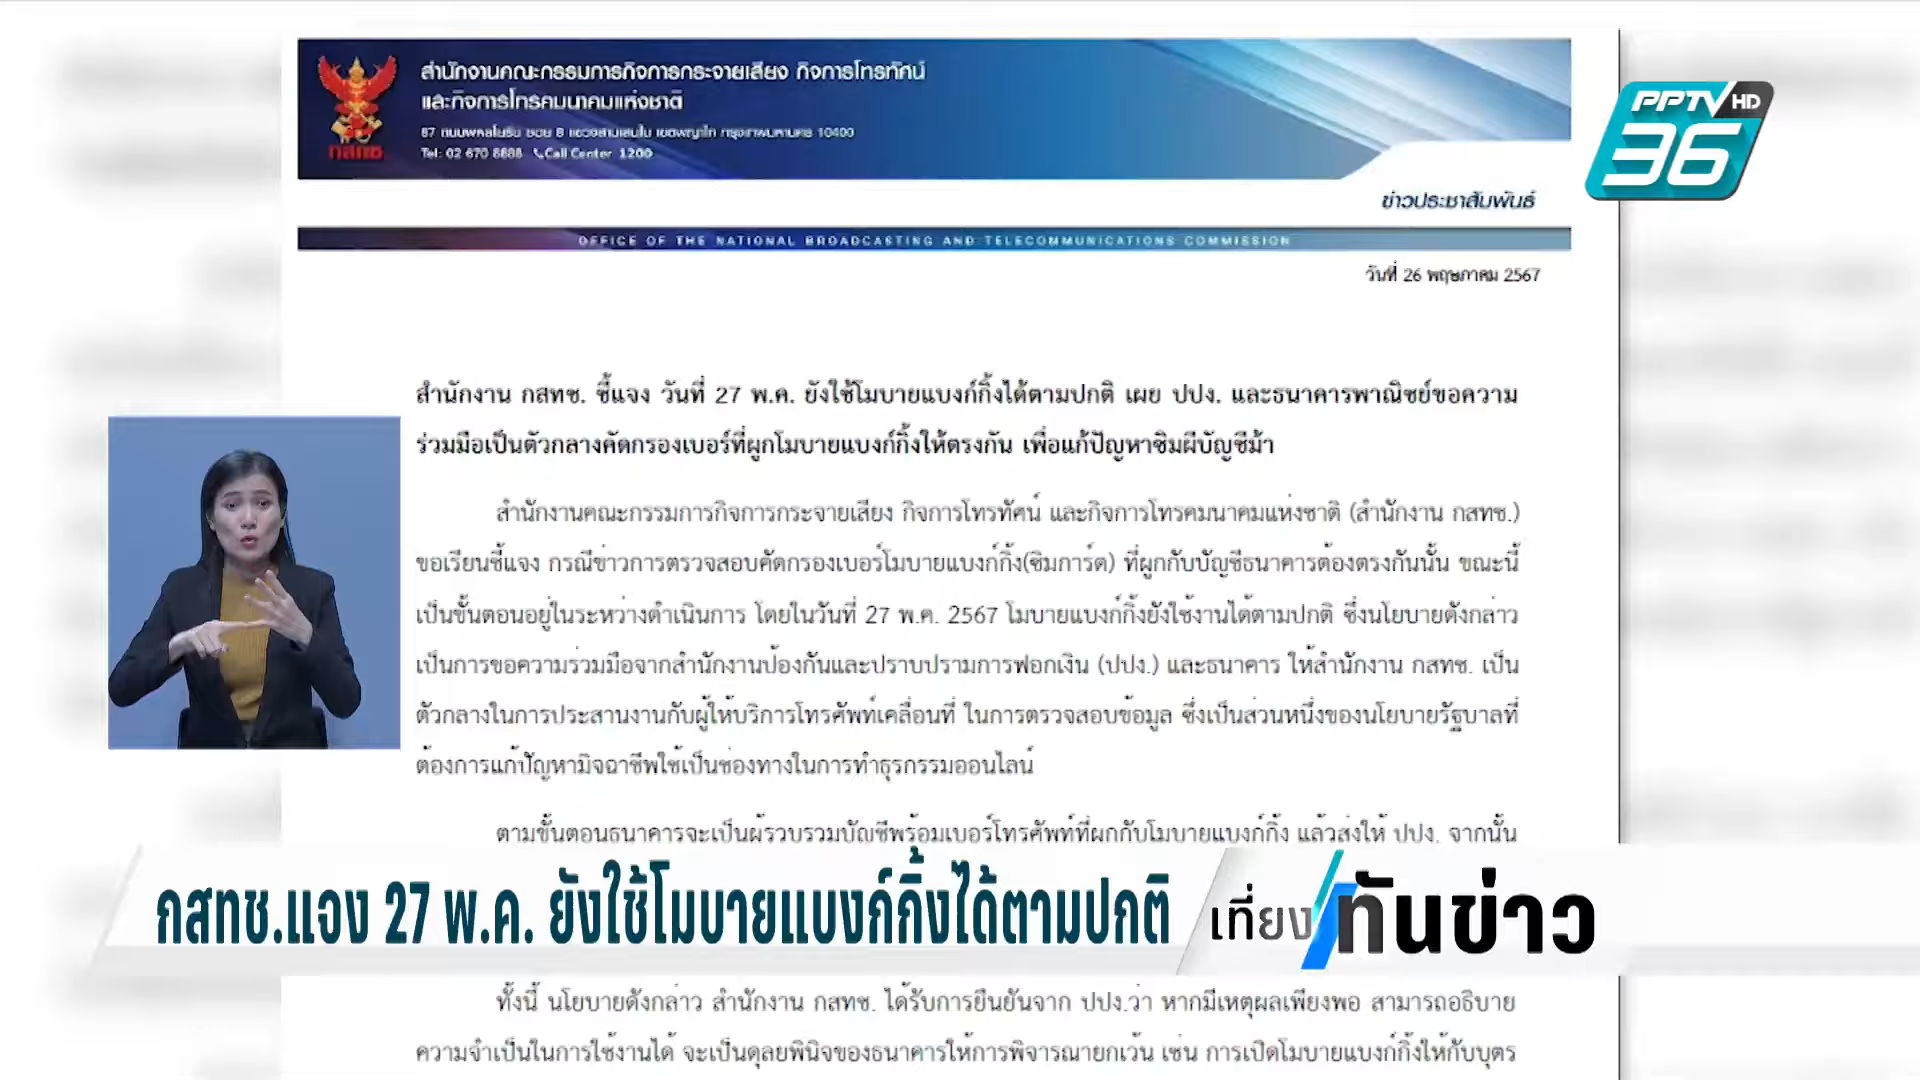 สำนักงานคณะกรรมการกิจการกระจายเสียง กิจการโทรทัศน์
และกิจการโทรคมนาคมแห่งชาติ
87 ถนนพหลโยธิน ซอย 8 แขวงสามเสนใน เขตพญาไท กรุงเทพมหานคร 10400
Tel: 02 670 8888 Call Center 1200
กสทช
PPTV HD
36
ข่าวประชาสัมพันธ์
OFFICE OF THE NATIONAL BROADCASTING AND TELECOMMUNICATIONS COMMISSION
วันที่ 26 พฤษภาคม 2567
สำนักงาน กสทช. ชี้แจง วันที่ 27 พ.ค. ยังใช้โมบายแบงก์กิ้งได้ตามปกติ เผย ปปง. และธนาคารพาณิชย์ขอความ
ร่วมมือเป็นตัวกลางคัดกรองเบอร์ที่ผูกโมบายแบงก์กิ้งให้ตรงกัน เพื่อแก้ปัญหาซิมผีบัญชีม้า
สำนักงานคณะกรรมการกิจการกระจายเสียง กิจการโทรทัศน์ และกิจการโทรคมนาคมแห่งชาติ (สำนักงาน กสทช.)
ขอเรียนชี้แจง กรณีข่าวการตรวจสอบคัดกรองเบอร์โมบายแบงก์กิ้ง(ซิมการ์ด) ที่ผูกกับบัญชีธนาคารต้องตรงกันนั้น ขณะนี้
เป็นขั้นตอนอยู่ในระหว่างดำเนินการ โดยในวันที่ 27 พ.ค. 2567 โมบายแบงก์กิ้งยังใช้งานได้ตามปกติ ซึ่งนโยบายดังกล่าว
เป็นการขอความร่วมมือจากสำนักงานป้องกันและปราบปรามการฟอกเงิน (ปปง.) และธนาคาร ให้สำนักงาน กสทช. เป็น
ตัวกลางในการประสานงานกับผู้ให้บริการโทรศัพท์เคลื่อนที่ ในการตรวจสอบข้อมูล ซึ่งเป็นส่วนหนึ่งของนโยบายรัฐบาลที่
ต้องการแก้ปัญหามิจฉาชีพใช้เป็นช่องทางในการทำธุรกรรมออนไลน์
ตามขั้นตอนธนาคารจะเป็นผู้รวบรวมบัญชีพร้อมเบอร์โทรศัพท์ที่ผูกกับโมบายแบงก์กิ้ง แล้วส่งให้ ปปง. จากนั้น
กสทช.แจง 27 พ.ค. ยังใช้โมบายแบงก์กิ้งได้ตามปกติ
เที่ยงทันข่าว
ทั้งนี้ นโยบายดังกล่าว สำนักงาน กสทช. ได้รับการยืนยันจาก ปปง.ว่า หากมีเหตุผลเพียงพอ สามารถอธิบาย
ความจำเป็นในการใช้งานได้ จะเป็นดุลยพินิจของธนาคารให้การพิจารณายกเว้น เช่น การเปิดโมบายแบงก์กิ้งให้กับบุตร